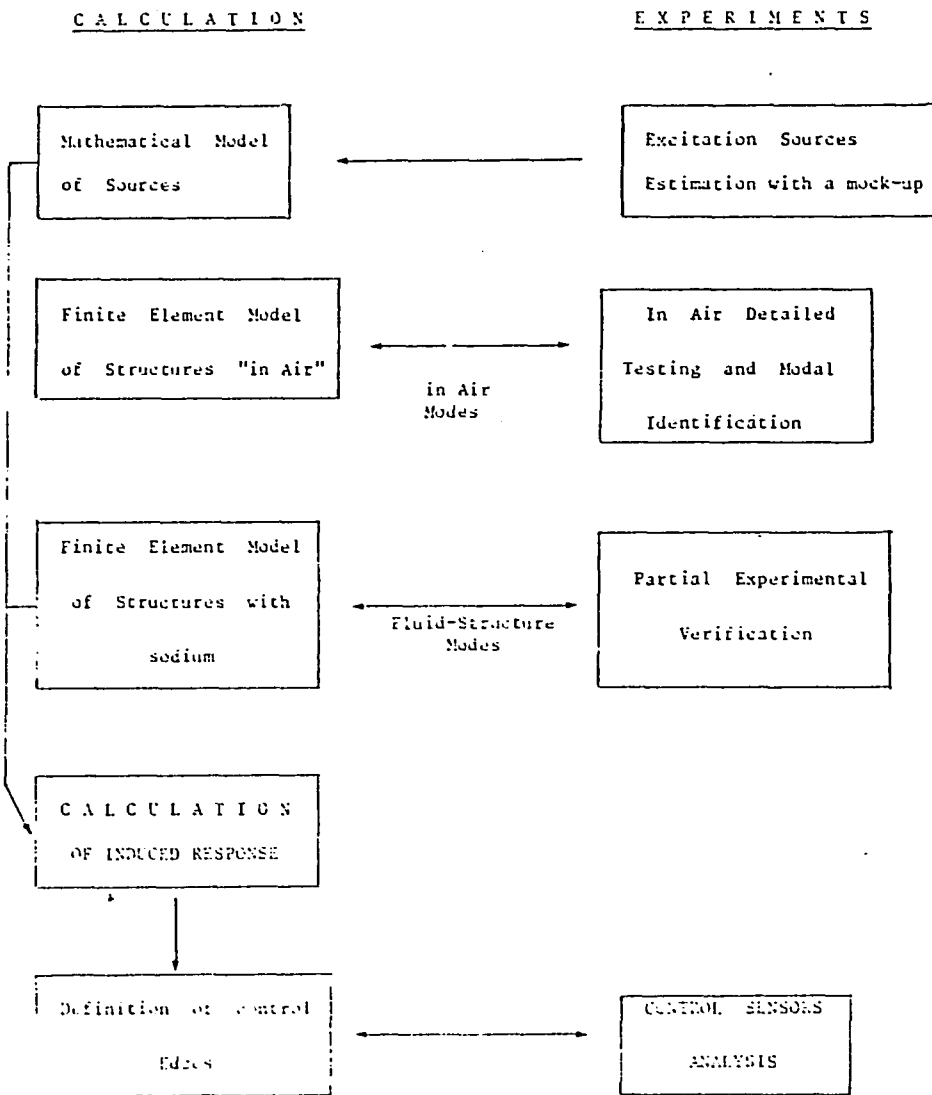 CALCULATION
EXPERIMENTS
Mathematical Model
of Sources
Excitation Sources
Estimation with a mock-up
Finite Element Model
of Structures "in Air"
in Air
Modes
In Air Detailed
Testing and Modal
Identification
Finite Element Model
of Structures with
sodium
Fluid-Structure
Modes
Partial Experimental
Verification
CALCULATION
OF INDUCED RESPONSE
Definition of control
CONTROL SENSORS
ANALYSIS